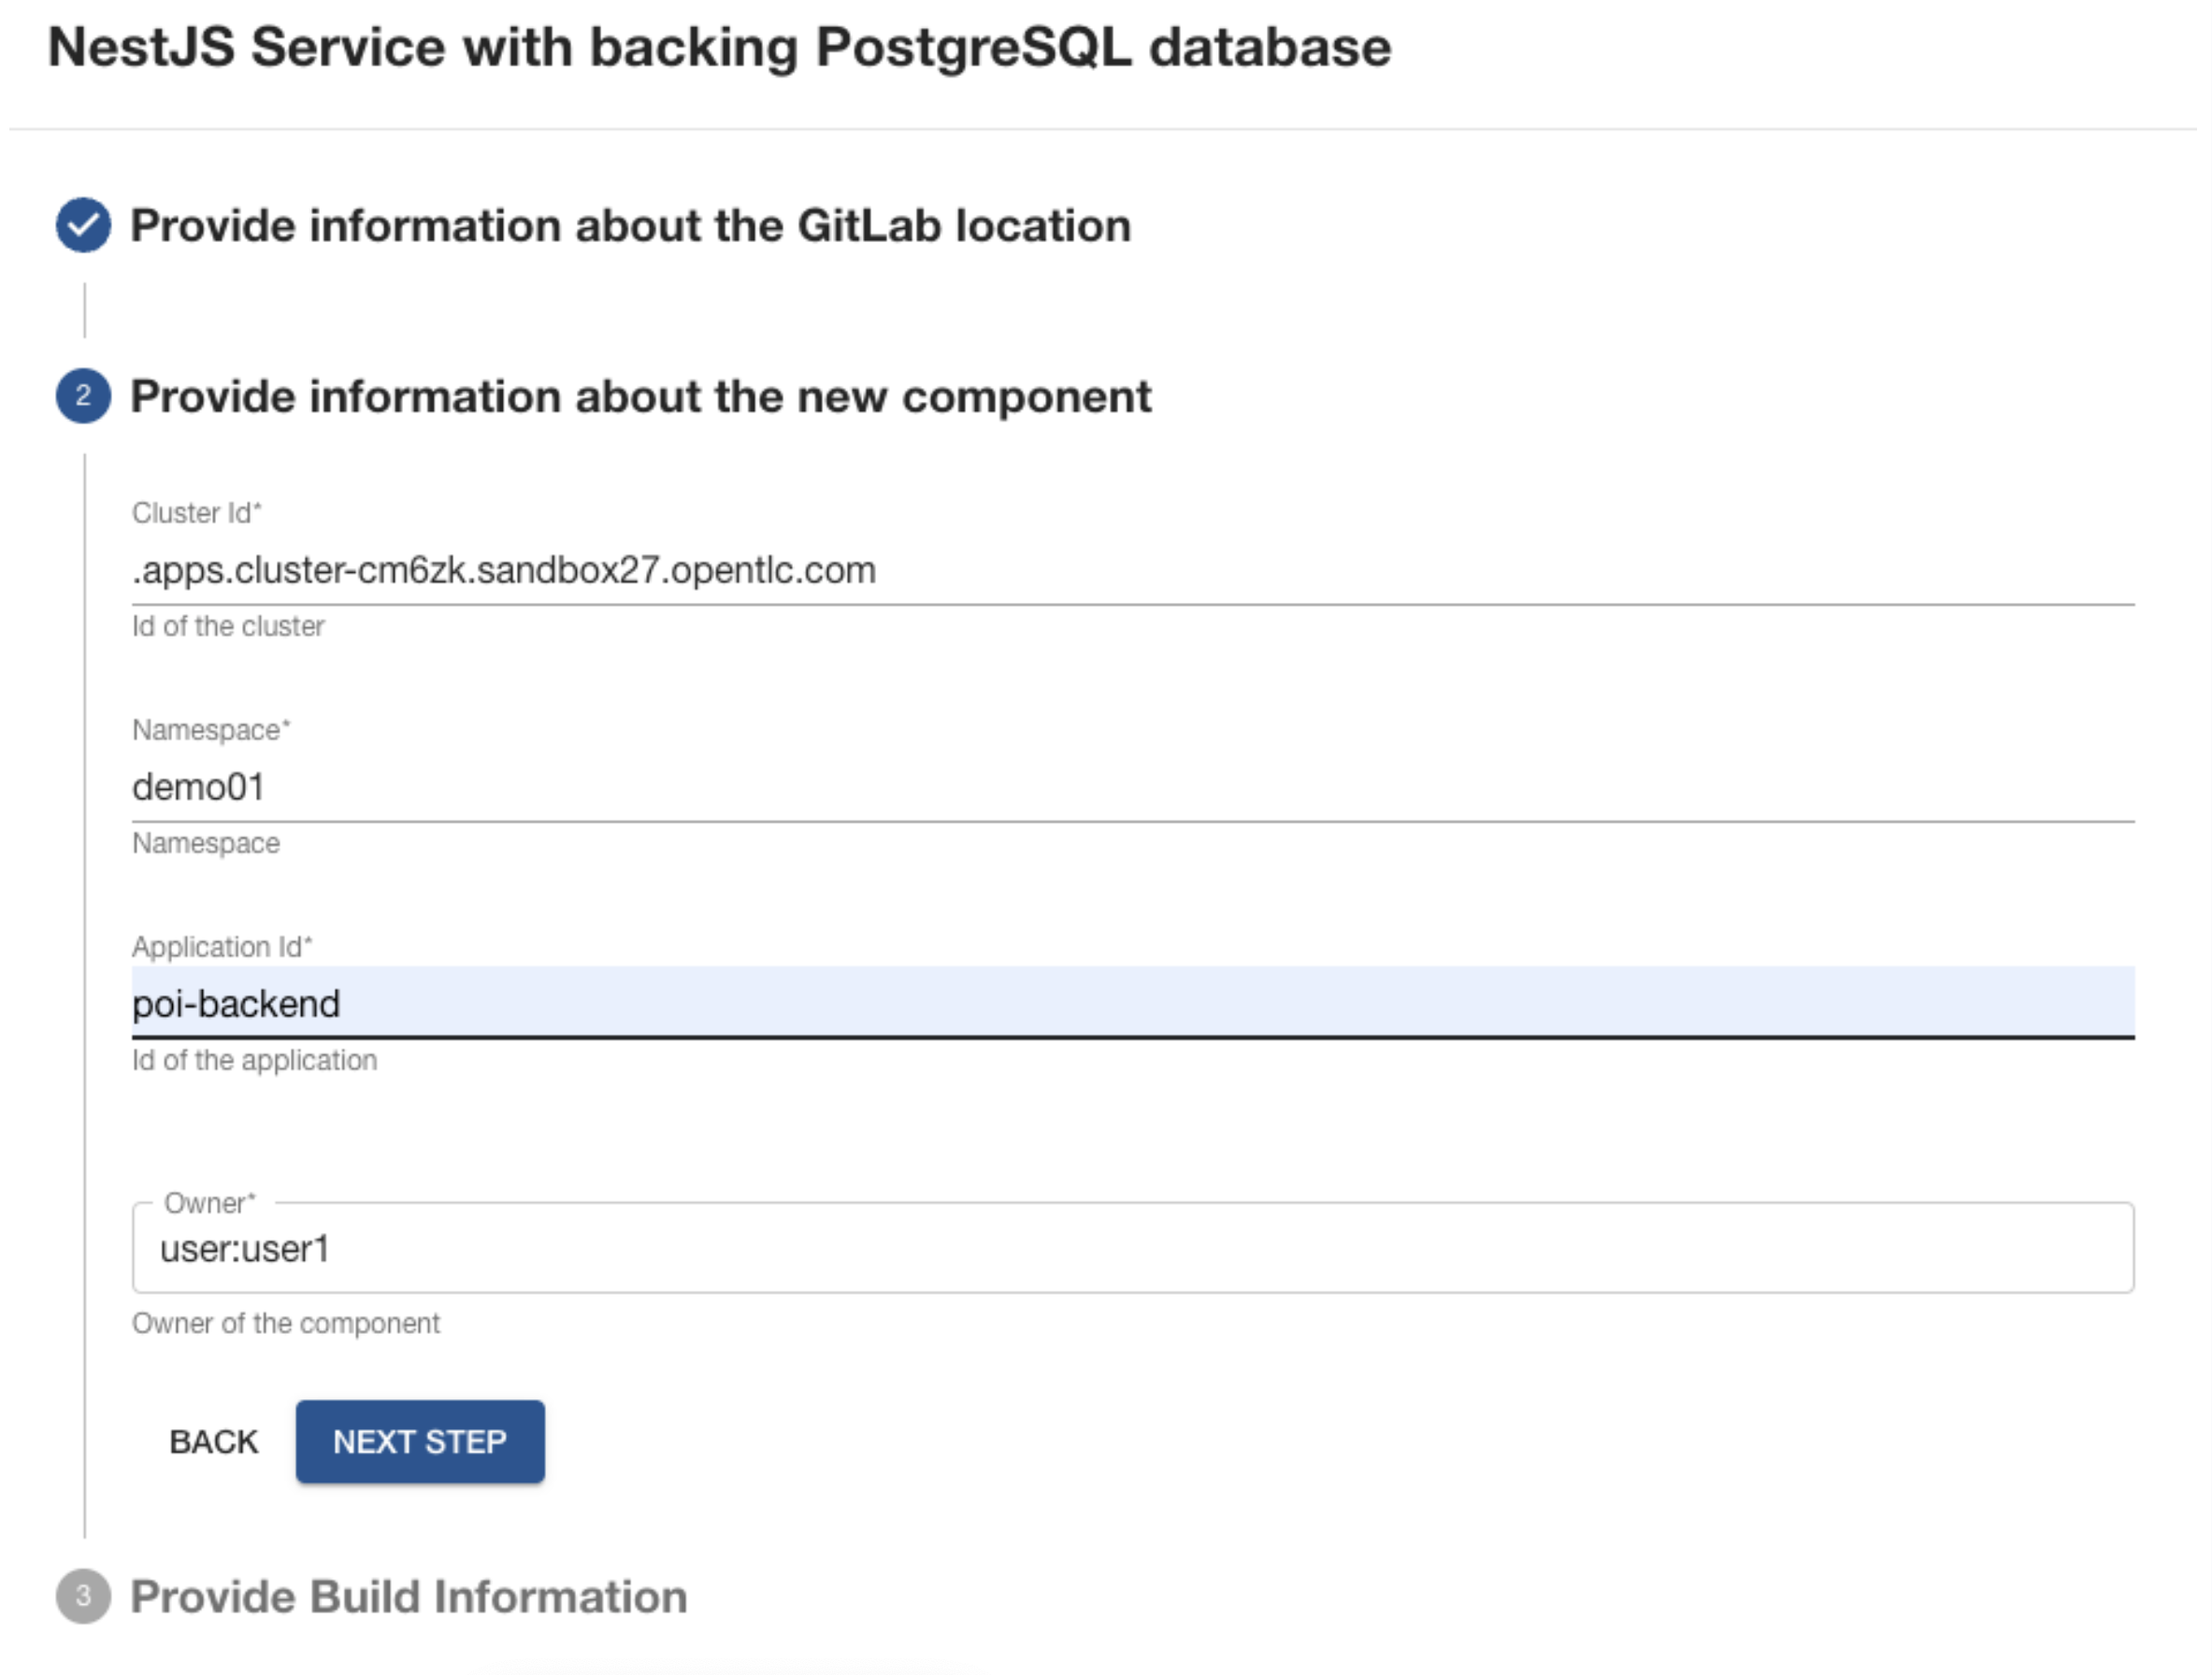 NestJS Service with backing PostgreSQL database
Provide information about the GitLab location
2 Provide information about the new component
Cluster Id*
.apps.cluster-cm6zk.sandbox27.opentlc.com
Id of the cluster
Namespace*
demo01
Namespace
Application Id*
poi-backend
Id of the application
Owner*
user:user1
Owner of the component
BACK NEXT STEP
3 Provide Build Information